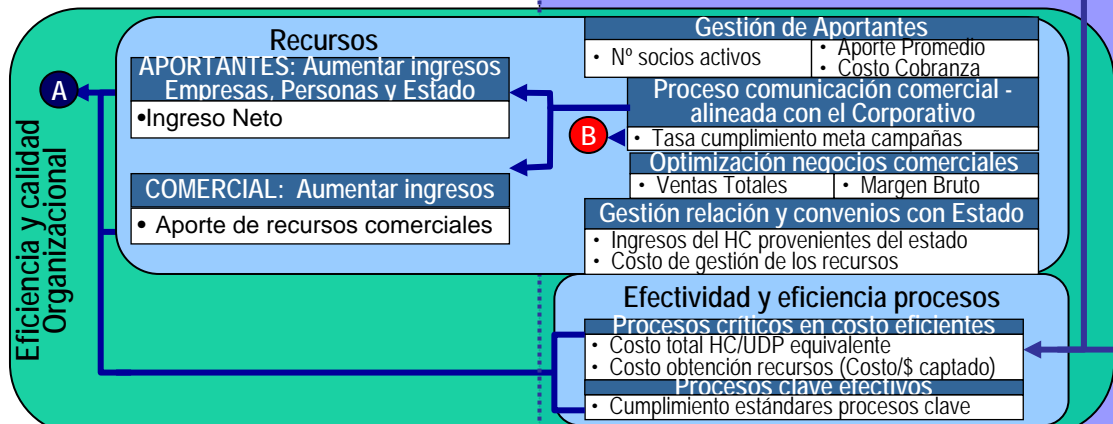 Eficiencia y calidad
Organizacional
A
Recursos
APORTANTES: Aumentar ingresos
Empresas, Personas y Estado
•Ingreso Neto
COMERCIAL: Aumentar ingresos
• Aporte de recursos comerciales
B
Gestión de Aportantes
• Nº socios activos
• Aporte Promedio
• Costo Cobranza
Proceso comunicación comercial -
alineada con el Corporativo
• Tasa cumplimiento meta campañas
Optimización negocios comerciales
• Ventas Totales
• Margen Bruto
Gestión relación y convenios con Estado
• Ingresos del HC provenientes del estado
• Costo de gestión de los recursos
Efectividad y eficiencia procesos
Procesos críticos en costo eficientes
• Costo total HC/UDP equivalente
• Costo obtención recursos (Costo/$ captado)
Procesos clave efectivos
• Cumplimiento estándares procesos clave